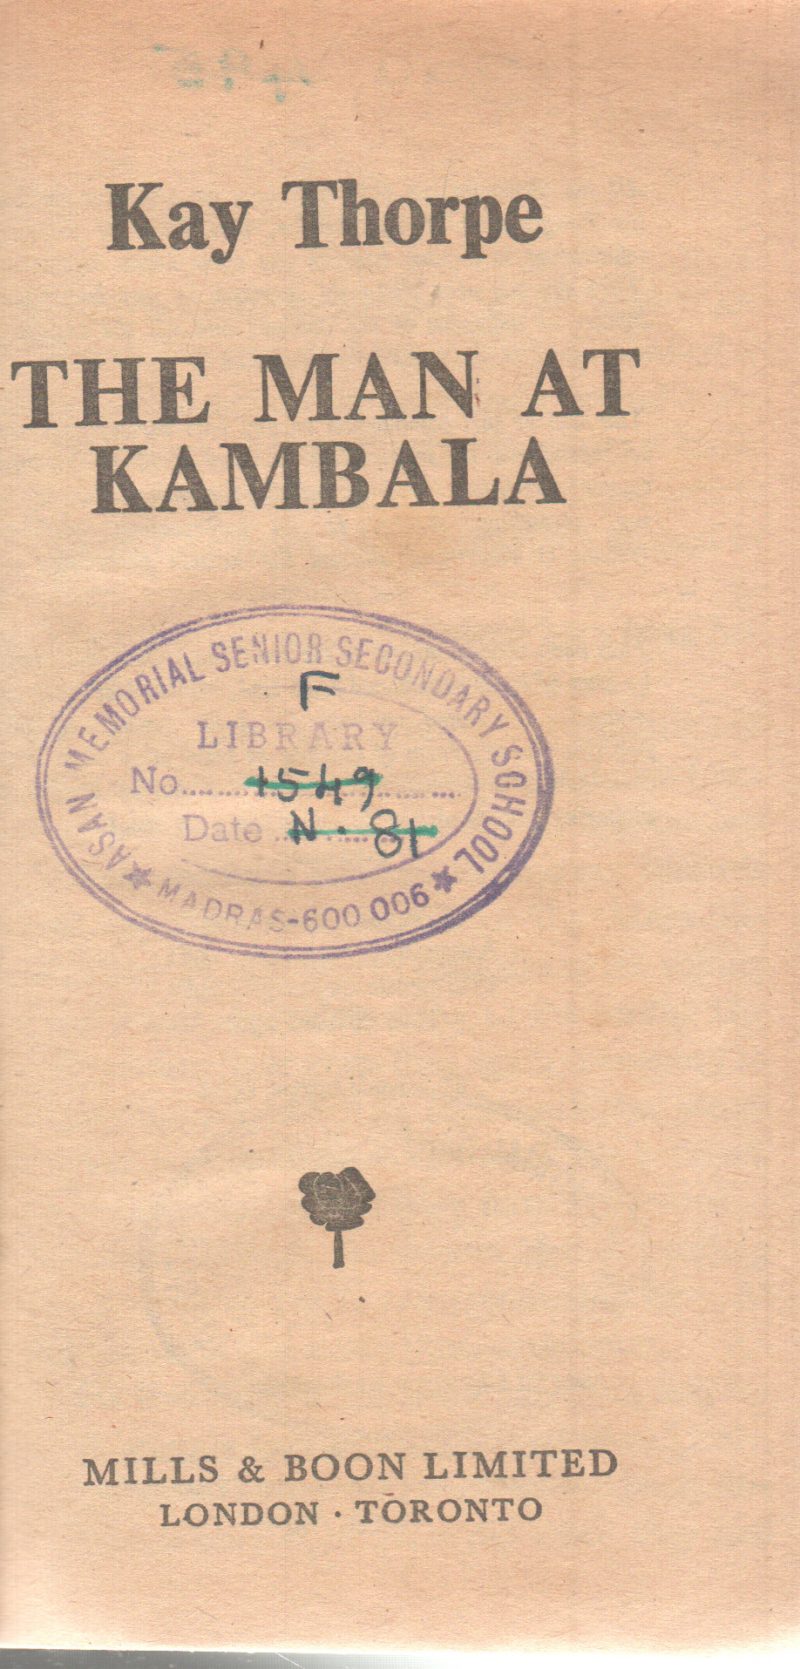 Kay Thorpe
THE MAN AT
KAMBALA
ASAN MEMORIAL SENIOR SECONDARY SCHOOL
F
LIBRARY
No.
1549
Date
N. 81
★ MADRAS-600 006 ★
MILLS & BOON LIMITED
LONDON · TORONTO